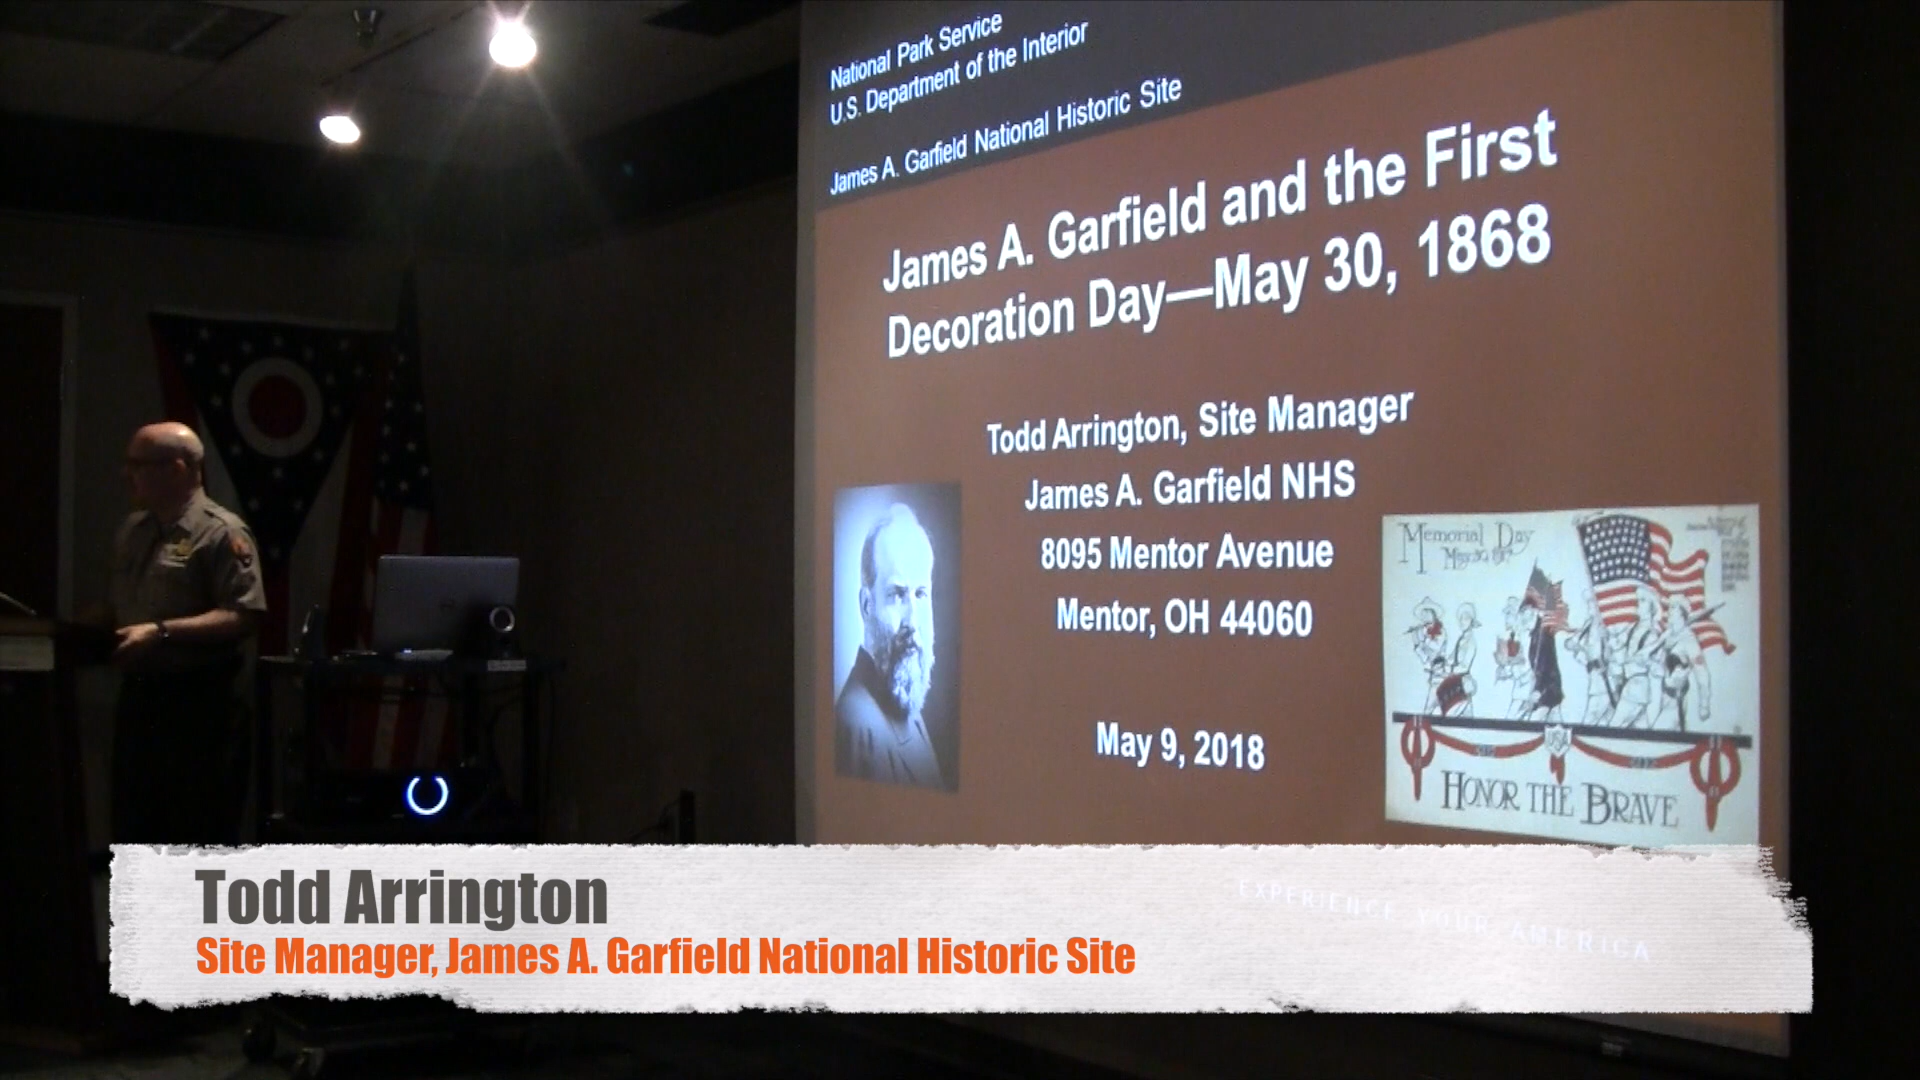 National Park Service
U.S. Department of the Interior
James A. Garfield National Historic Site
James A. Garfield and the First
Decoration Day—May 30, 1868
Todd Arrington, Site Manager
James A. Garfield NHS
8095 Mentor Avenue
Mentor, OH 44060
May 9, 2018
Memorial Day
May 30
USA
HONOR THE BRAVE
EXPERIENCE YOUR AMERICA
Todd Arrington
Site Manager, James A. Garfield National Historic Site